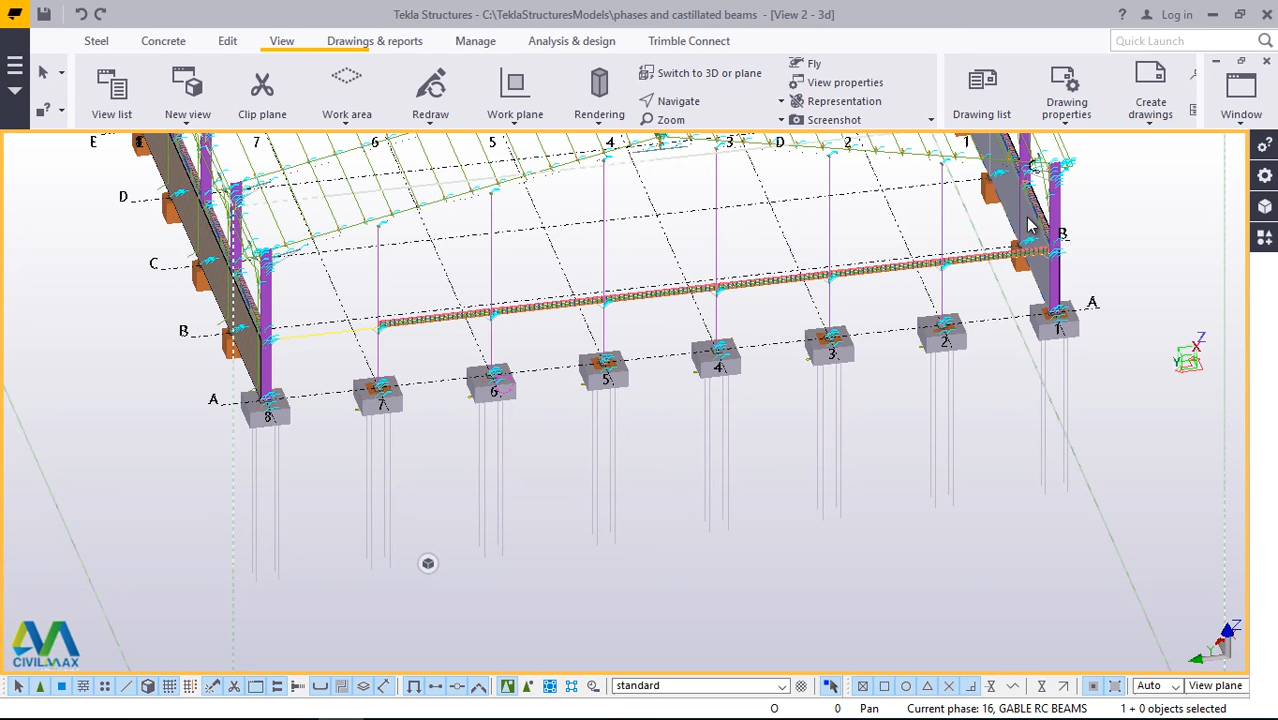 Tekla Structures - C:\TeklaStructuresModels\phases and castillated beams - [View 2 - 3d]
Log in
Steel Concrete Edit View Drawings & reports Manage Analysis & design Trimble Connect
Quick Launch
View list
New view
Clip plane
Work area
Redraw
Work plane
Rendering
Switch to 3D or plane
Navigate
Zoom
Fly
View properties
Representation
Screenshot
Drawing list
Drawing properties
Create drawings
Window
E 7 6 5 4 3 D 2 1
D
C
B
B
A
A
8 7 6 5 4 3 2 1
Z
X
Y
Z
Y
CIVILMAX
standard
Auto
View plane
O 0 Pan Current phase: 16, GABLE RC BEAMS 1 + 0 objects selected